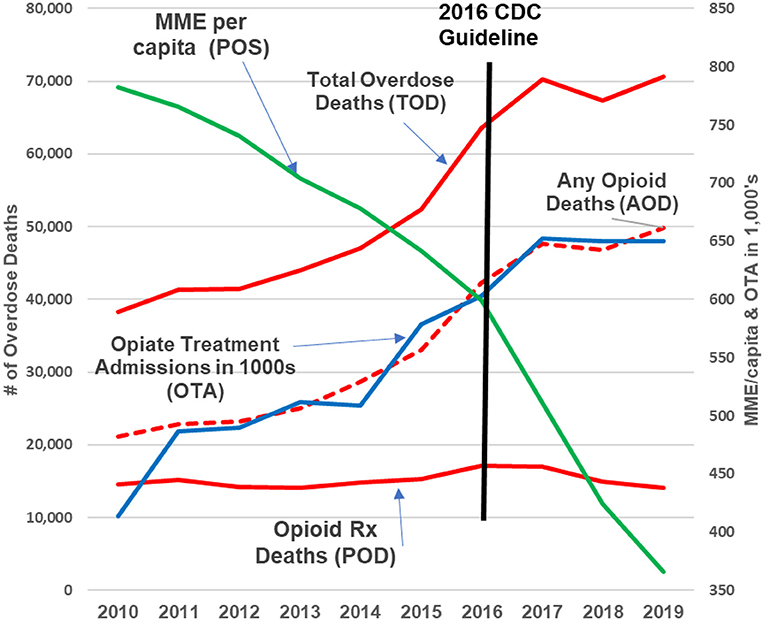 80,000
70,000
60,000
50,000
40,000
30,000
20,000
10,000
0
# of Overdose Deaths
MME per
capita (POS)
2016 CDC
Guideline
Total Overdose
Deaths (TOD)
Any Opioid
Deaths (AOD)
Opiate Treatment
Admissions in 1000s
(OTA)
Opioid Rx
Deaths (POD)
850
800
750
700
650
600
550
500
450
400
350
MME/capita & OTA in 1,000's
2010 2011 2012 2013 2014 2015 2016 2017 2018 2019